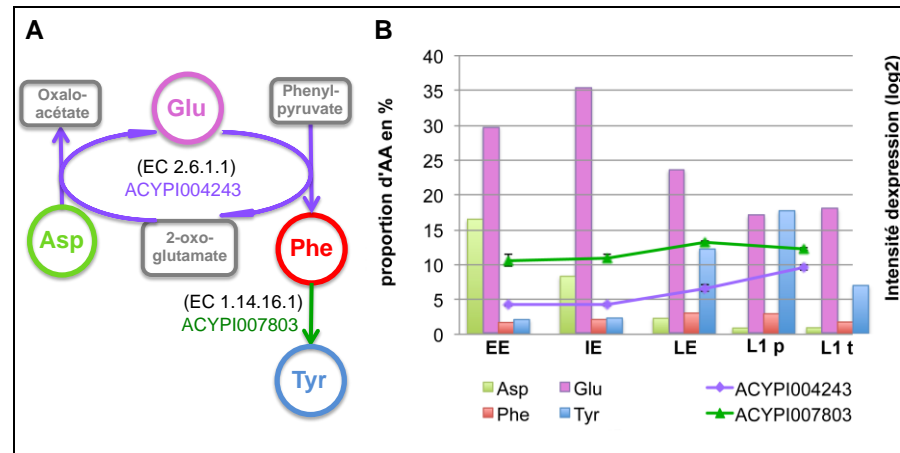 A
Oxalo-
acétate
Glu
Phenyl-
pyruvate
(EC 2.6.1.1)
ACYPI004243
Asp
2-oxo-
glutamate
Phe
(EC 1.14.16.1)
ACYPI007803
Tyr
B
proportion d'AA en %
40
35
30
25
20
15
10
5
0
EE IE LE L1 p L1 t
Intensité dexpression (log2)
Asp Glu ACYPI004243
Phe Tyr ACYPI007803